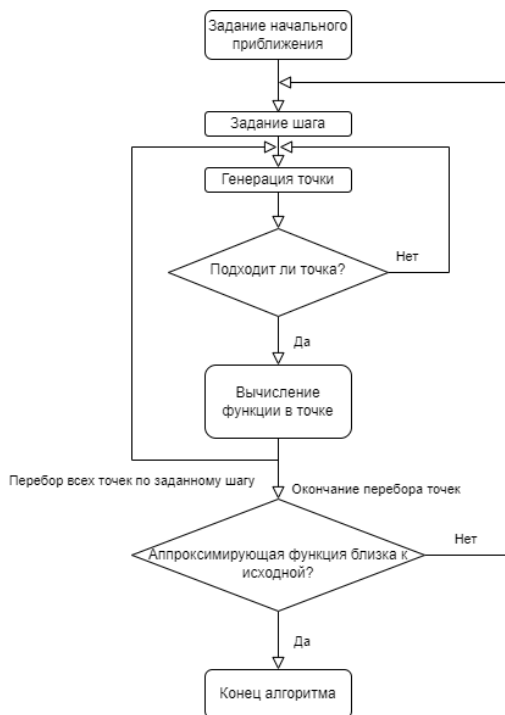 Задание начального
приближения
Задание шага
Генерация точки
Подходит ли точка?
Нет
Да
Вычисление
функции в точке
Перебор всех точек по заданному шагу
Окончание перебора точек
Аппроксимирующая функция близка к
исходной?
Нет
Да
Конец алгоритма